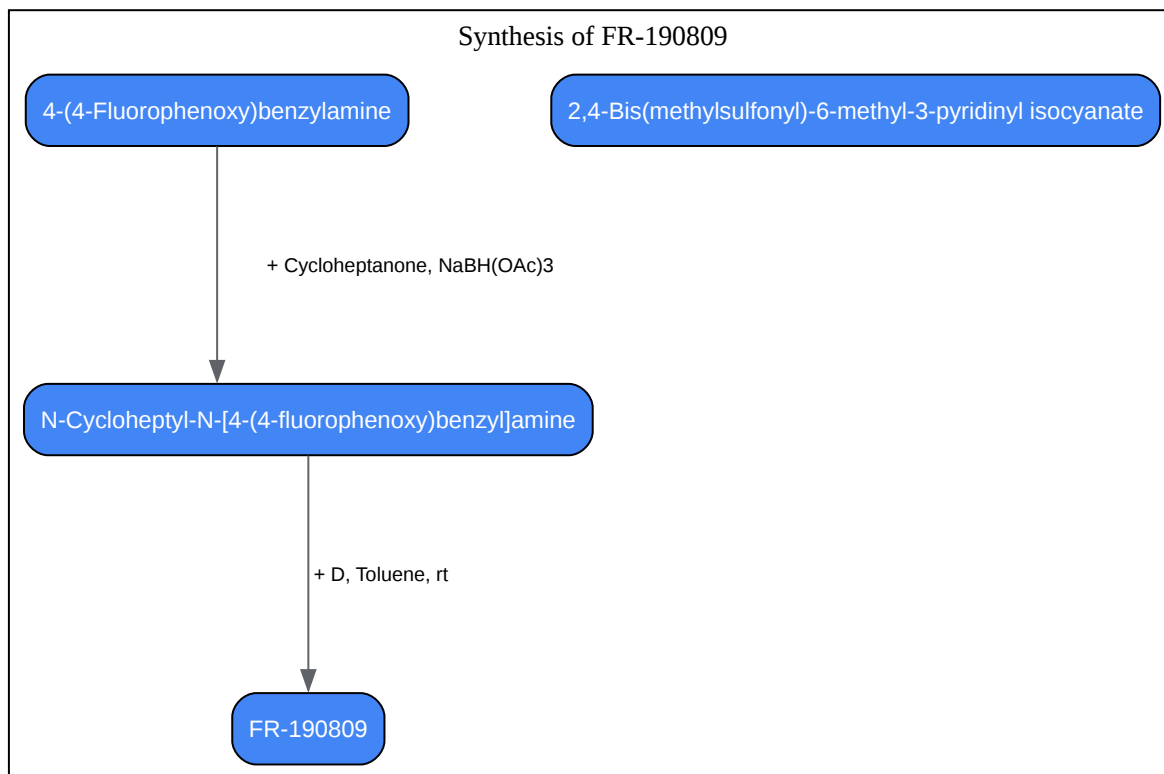 Synthesis of FR-190809
4-(4-Fluorophenoxy)benzylamine
2,4-Bis(methylsulfonyl)-6-methyl-3-pyridinyl isocyanate
+ Cycloheptanone, NaBH(OAc)3
N-Cycloheptyl-N-[4-(4-fluorophenoxy)benzyl]amine
+ D, Toluene, rt
FR-190809